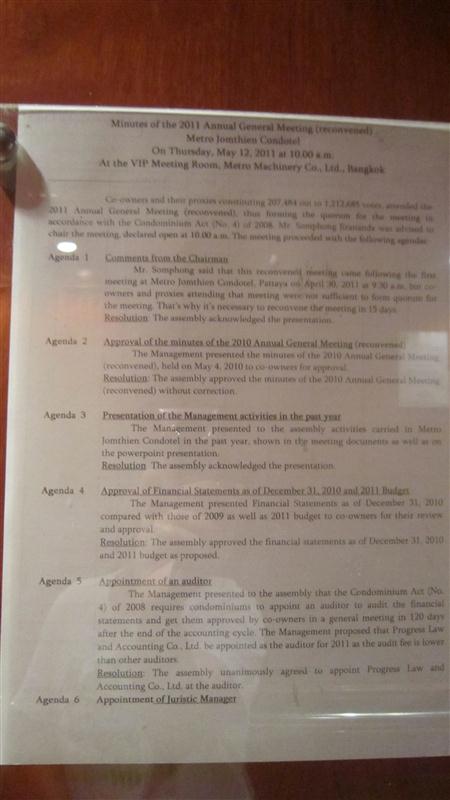 Minutes of the 2011 Annual General Meeting (reconvened)
Metro Jomthien Condotel
On Thursday, May 12, 2011 at 10.00 a.m.
At the VIP Meeting Room, Metro Machinery Co., Ltd., Bangkok
Co-owners and their proxies constituting 207,484 out to 1,212,685 votes, attended the
2011 Annual General Meeting (reconvened), thus forming the quorum for the meeting in
accordance with the Condominium Act (No. 4) of 2008. Mr. Somphong was advised to
chair the meeting, declared open at 10.00 a.m. The meeting proceeded with the following agendas:
Agenda 1 Comments from the Chairman
Mr. Somphong said that this reconvened meeting came following the first
meeting at Metro Jomthien Condotel, Pattaya on April 30, 2011 at 9.30 a.m. but co-
owners and proxies attending that meeting were not sufficient to form quorum for
the meeting. That's why it's necessary to reconvene the meeting in 15 days.
Resolution: The assembly acknowledged the presentation.
Agenda 2 Approval of the minutes of the 2010 Annual General Meeting (reconvened)
The Management presented the minutes of the 2010 Annual General Meeting
(reconvened), held on May 4, 2010 to co-owners for approval.
Resolution: The assembly approved the minutes of the 2010 Annual General Meeting
(reconvened) without correction.
Agenda 3 Presentation of the Management activities in the past year
The Management presented to the assembly activities carried in Metro
Jomthien Condotel in the past year, shown in the meeting documents as well as on
the powerpoint presentation.
Resolution: The assembly acknowledged the presentation.
Agenda 4 Approval of Financial Statements as of December 31, 2010 and 2011 Budget
The Management presented Financial Statements as of December 31, 2010
compared with those of 2009 as well as 2011 budget to co-owners for their review
and approval.
Resolution: The assembly approved the financial statements as of December 31, 2010
and 2011 budget as proposed.
Agenda 5 Appointment of an auditor
The Management presented to the assembly that the Condominium Act (No.
4) of 2008 requires condominiums to appoint an auditor to audit the financial
statements and get them approved by co-owners in a general meeting in 120 days
after the end of the accounting cycle. The Management proposed that Progress Law
and Accounting Co., Ltd. be appointed as the auditor for 2011 as the audit fee is lower
than other auditors.
Resolution: The assembly unanimously agreed to appoint Progress Law and
Accounting Co., Ltd. at the auditor.
Agenda 6 Appointment of Juristic Manager